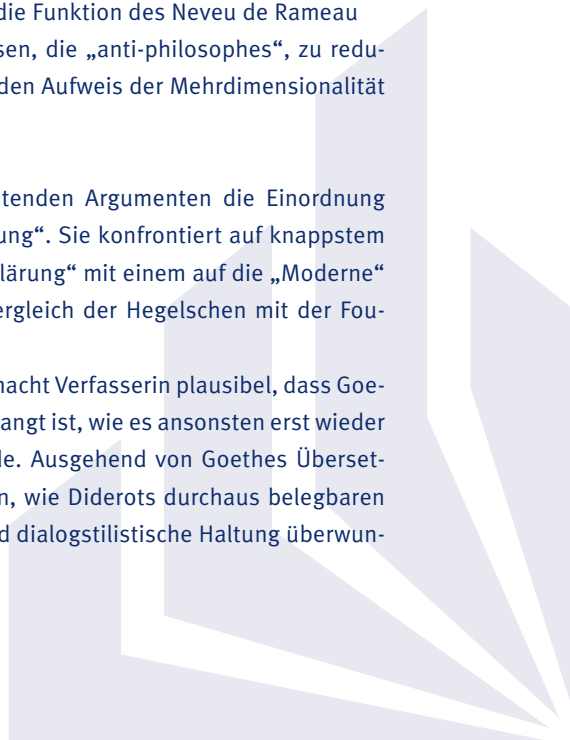 die Funktion des Neveu de Rameau
sen, die „anti-philosophes“, zu redu-
den Aufweis der Mehrdimensionalität
tenden Argumenten die Einordnung
ung“. Sie konfrontiert auf knappstem
lärung“ mit einem auf die „Moderne“
ergleich der Hegelschen mit der Fou-
nacht Verfasserin plausibel, dass Goe-
angt ist, wie es ansonsten erst wieder
de. Ausgehend von Goethes Überset-
n, wie Diderots durchaus belegbaren
d dialogstilistische Haltung überwun-